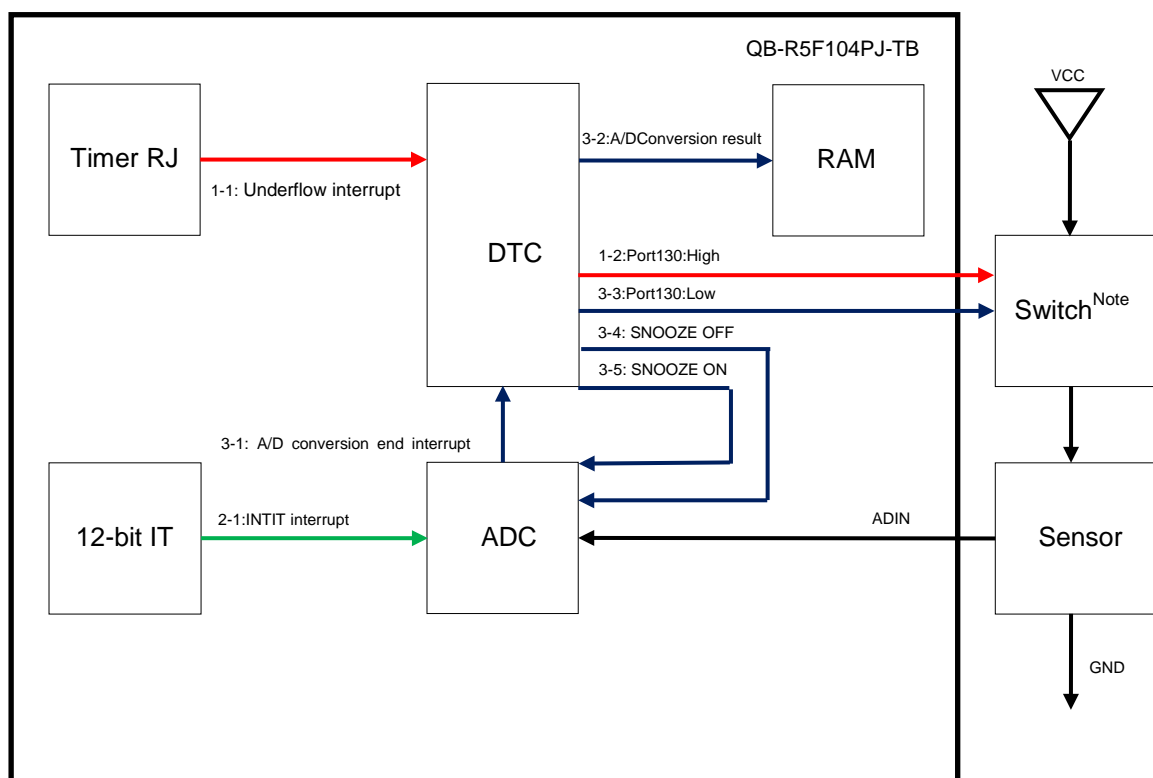 QB-R5F104PJ-TB
VCC
Timer RJ
1-1: Underflow interrupt
DTC
3-2:A/DConversion result
RAM
1-2:Port130:High
3-3:Port130:Low
3-4: SNOOZE OFF
3-5: SNOOZE ON
Switch Note
3-1: A/D conversion end interrupt
12-bit IT
2-1:INTIT interrupt
ADC
ADIN
Sensor
GND